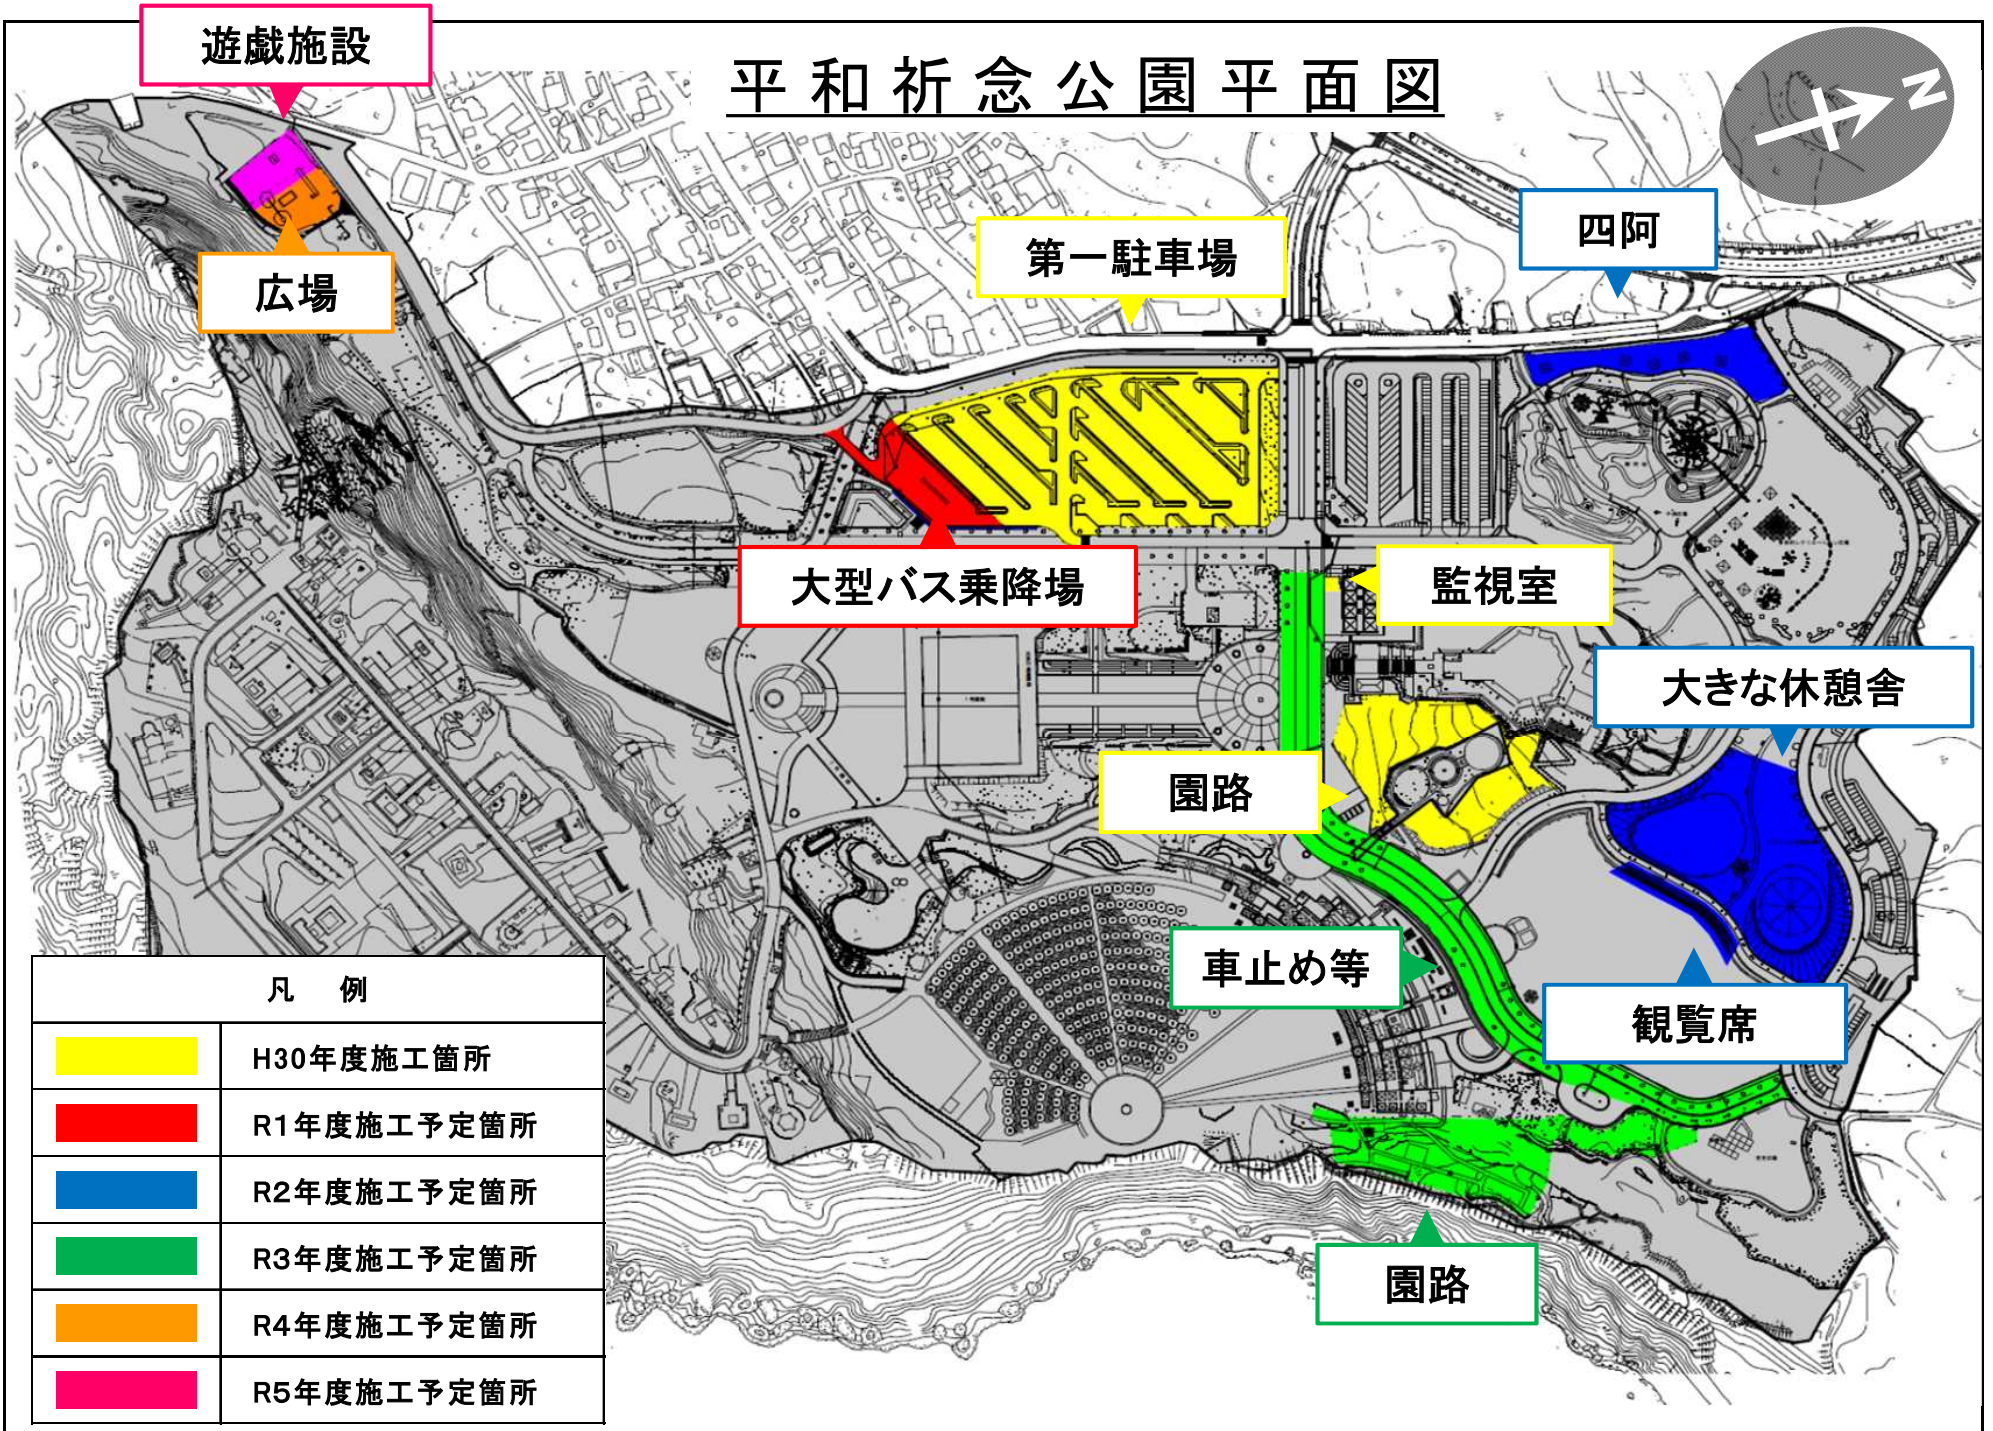 遊戯施設
平和祈念公園平面図
N
四阿
第一駐車場
広場
大型バス乗降場
監視室
大きな休憩舎
園路
車止め等
観覧席
園路
凡 例
H30年度施工箇所
R1年度施工予定箇所
R2年度施工予定箇所
R3年度施工予定箇所
R4年度施工予定箇所
R5年度施工予定箇所